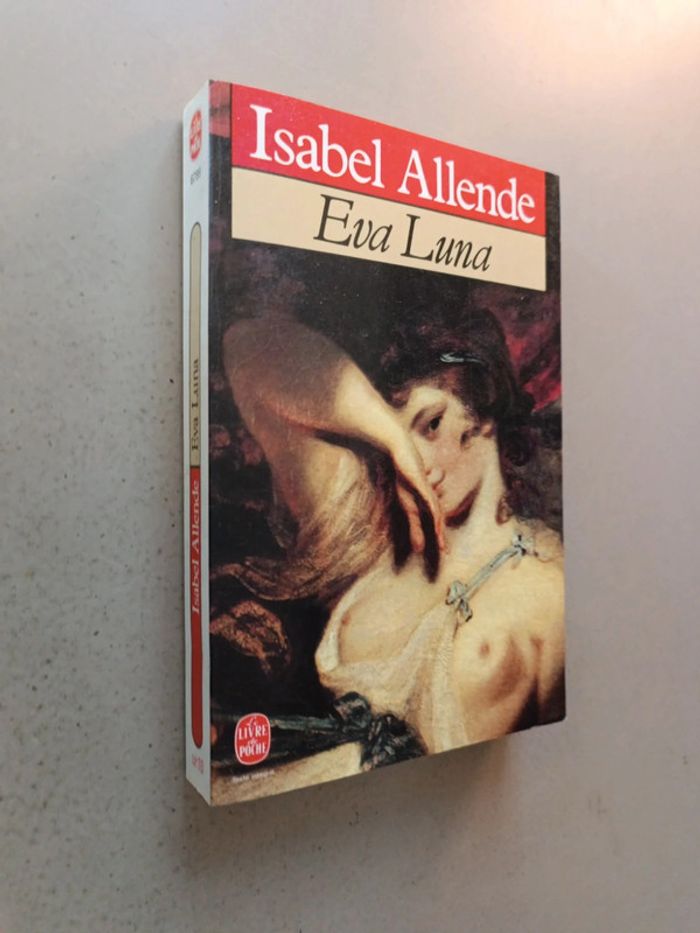 Isabel Allende
Eva Luna
Isabel Allende
Eva Luna
Le
LIVRE
de
POCHE